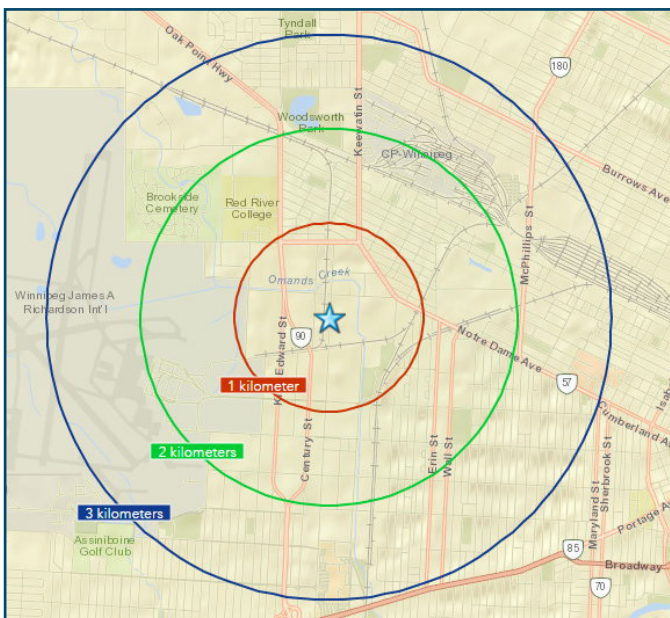 Tyndall
Park
Oak Point Hwy
180
Woodsworth
Park
Keewatin St
CP-Winnipeg
Burrows Ave
Brookside
Cemetery
Red River
College
McPhillips St
Omands Creek
Winnipeg James A
Richardson Int'l
90
Edward St
Notre Dame Ave
1 kilometer
57
Cumberland A
Century St
2 kilometers
Erin St
Wall St
Maryland St
Sherbrook St
3 kilometers
Portage A
Assiniboine
Golf Club
85
Broadway
70